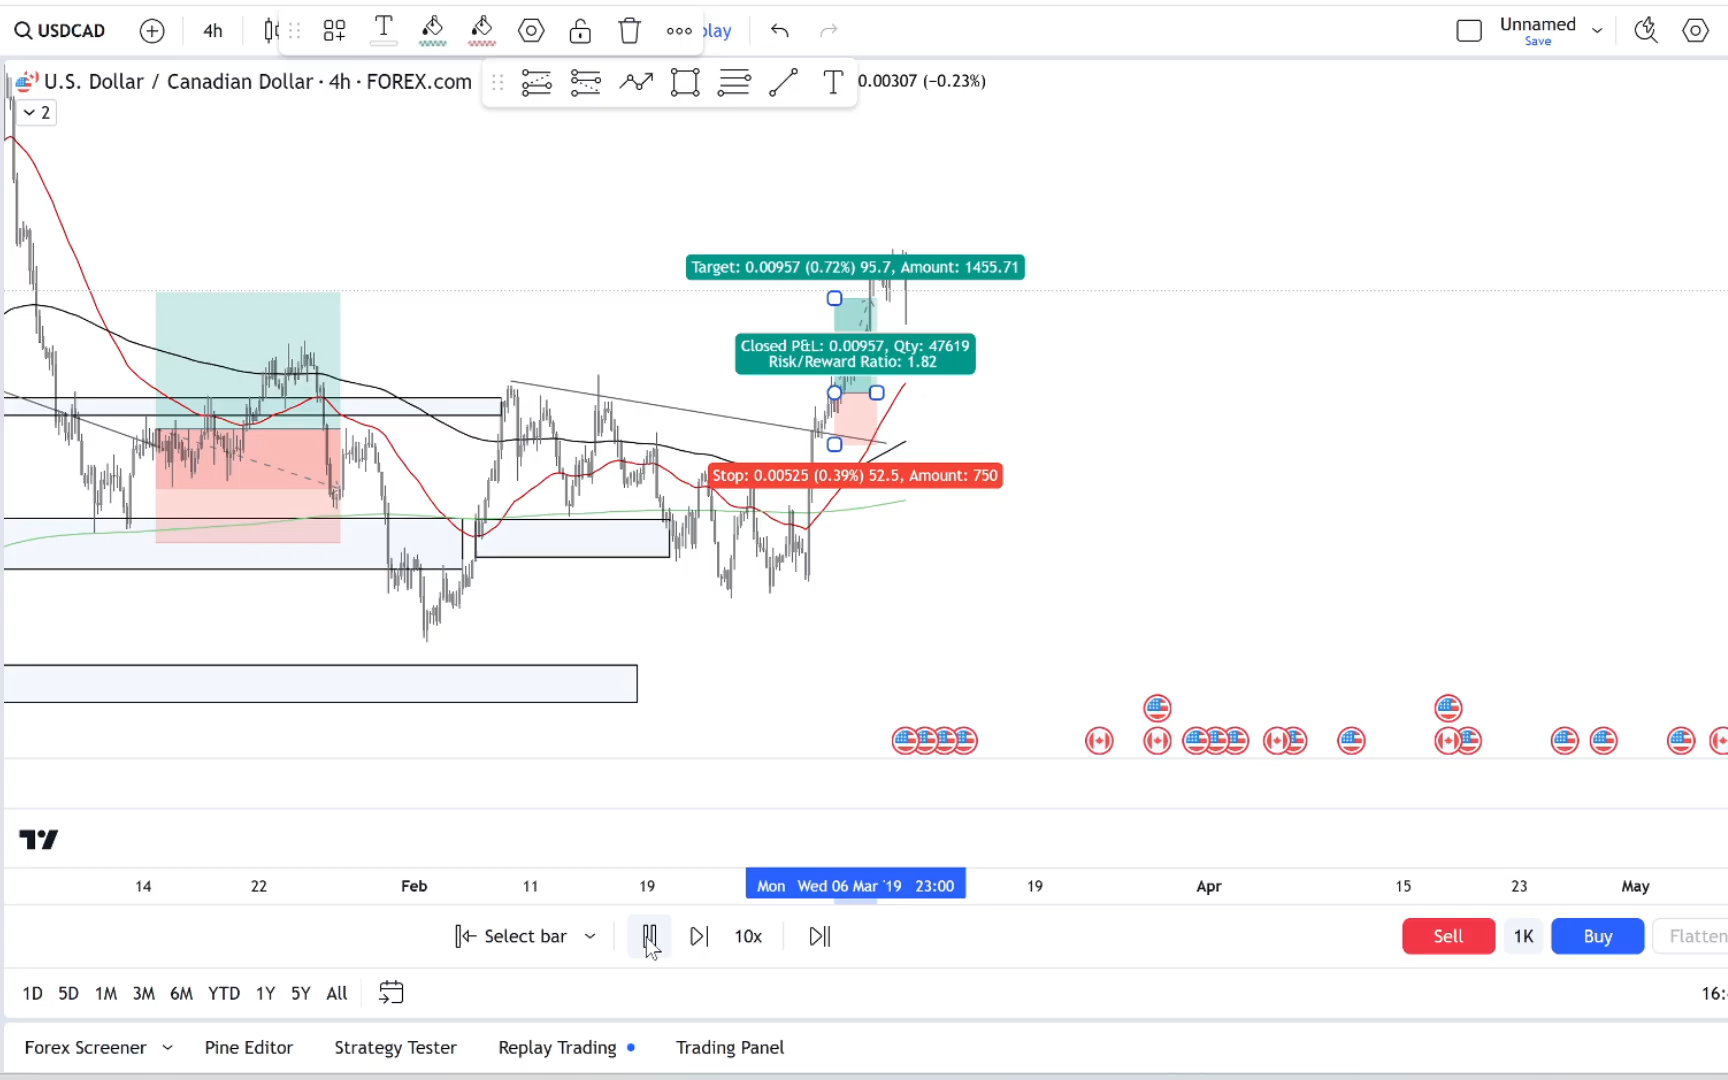 USDCAD
4h
play
Unnamed
Save
U.S. Dollar / Canadian Dollar · 4h · FOREX.com
0.00307 (−0.23%)
2
Target: 0.00957 (0.72%) 95.7, Amount: 1455.71
Closed P&L: 0.00957, Qty: 47619
Risk/Reward Ratio: 1.82
Stop: 0.00525 (0.39%) 52.5, Amount: 750
14 22 Feb 11 19 Mon Wed 06 Mar '19 23:00 19 Apr 15 23 May
Select bar 10x Sell 1K Buy Flatten
1D 5D 1M 3M 6M YTD 1Y 5Y All 16:
Forex Screener Pine Editor Strategy Tester Replay Trading Trading Panel